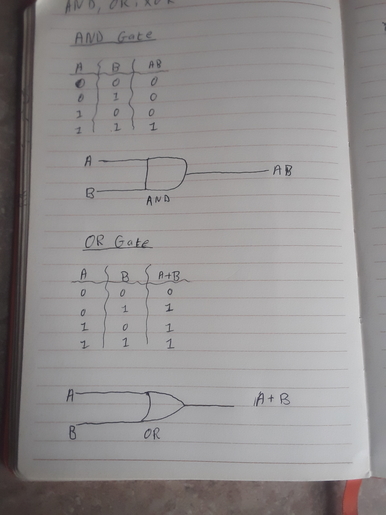 AND, OR, XOR
AND Gate
A B AB
0 0 0
0 1 0
1 0 0
1 1 1
A
AB
B
AND
OR Gate
A B A+B
0 0 0
0 1 1
1 0 1
1 1 1
A
A + B
B
OR